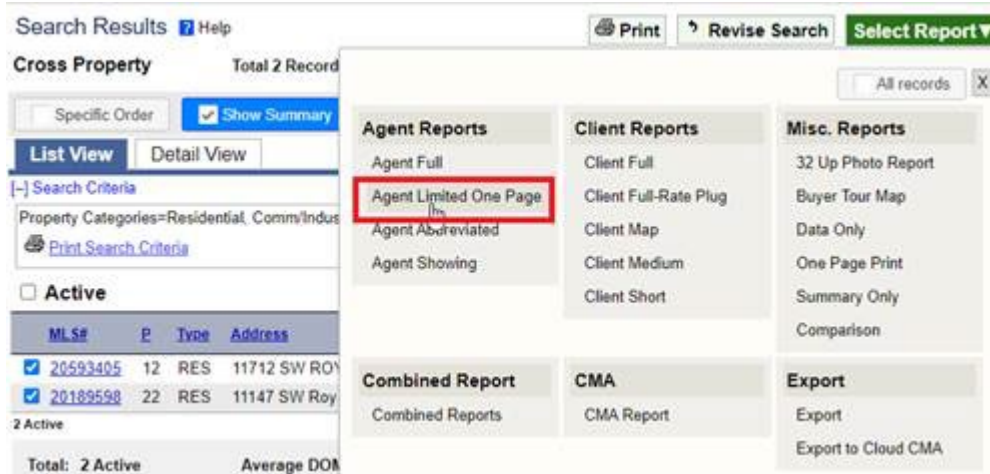 Search Results ? Help
Print
Revise Search
Select Report▼
Cross Property
Total 2 Record
All records
X
Specific Order
Show Summary
List View
Detail View
[-] Search Criteria
Property Categories=Residential, Comm/Indus
Print Search Criteria
Active
MLS# P Type Address
20593405 12 RES 11712 SW ROY
20189598 22 RES 11147 SW Roy
2 Active
Total: 2 Active
Average DOM
Agent Reports
Agent Full
Agent Limited One Page
Agent Abbreviated
Agent Showing
Client Reports
Client Full
Client Full-Rate Plug
Client Map
Client Medium
Client Short
Misc. Reports
32 Up Photo Report
Buyer Tour Map
Data Only
One Page Print
Summary Only
Comparison
Combined Report
Combined Reports
CMA
CMA Report
Export
Export
Export to Cloud CMA